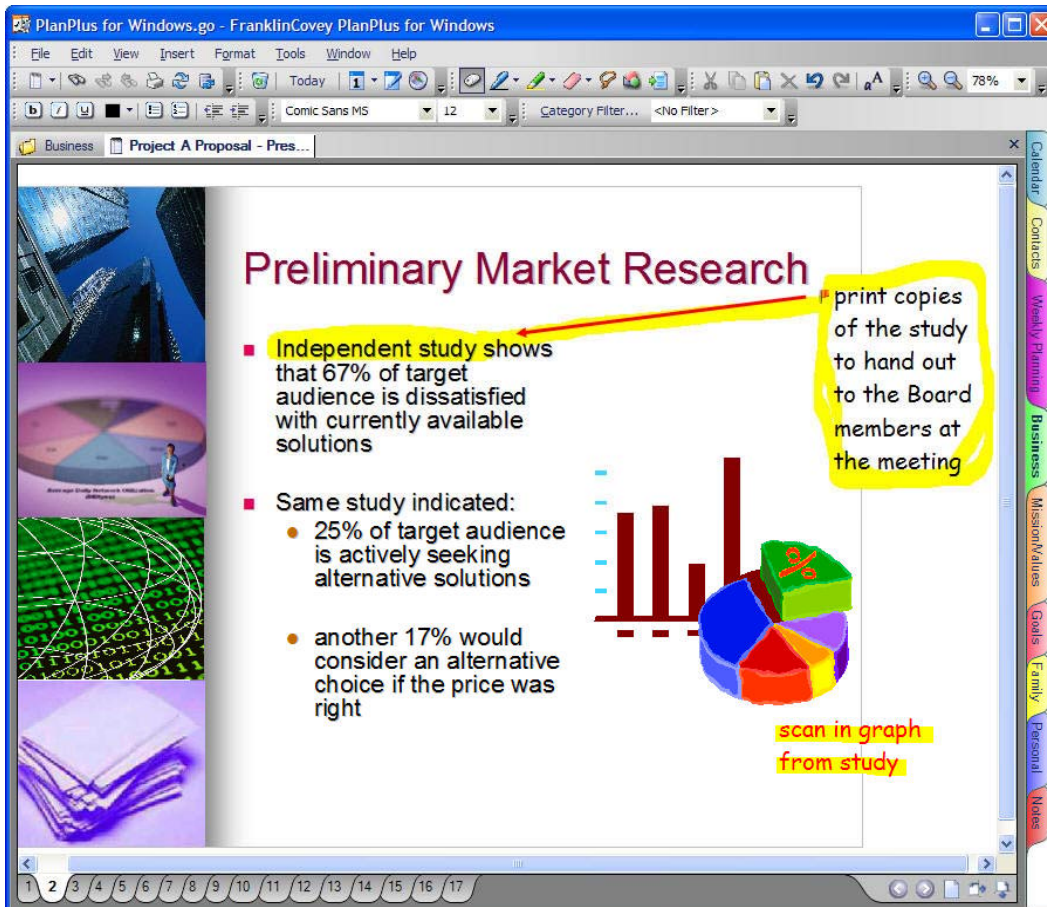 PlanPlus for Windows.go - FranklinCovey PlanPlus for Windows
File Edit View Insert Format Tools Window Help
Today 1 78%
b I U Comic Sans MS 12 Category Filter... <No Filter>
Business Project A Proposal - Pres...
Preliminary Market Research
Independent study shows
that 67% of target
audience is dissatisfied
with currently available
solutions
Same study indicated:
25% of target audience
is actively seeking
alternative solutions
another 17% would
consider an alternative
choice if the price was
right
print copies
of the study
to hand out
to the Board
members at
the meeting
%
scan in graph
from study
Average Daily Network Utilization
Calendar
Contacts
Weekly Planning
Business
Mission/Values
Goals
Family
Personal
Notes
1 2 3 4 5 6 7 8 9 10 11 12 13 14 15 16 17